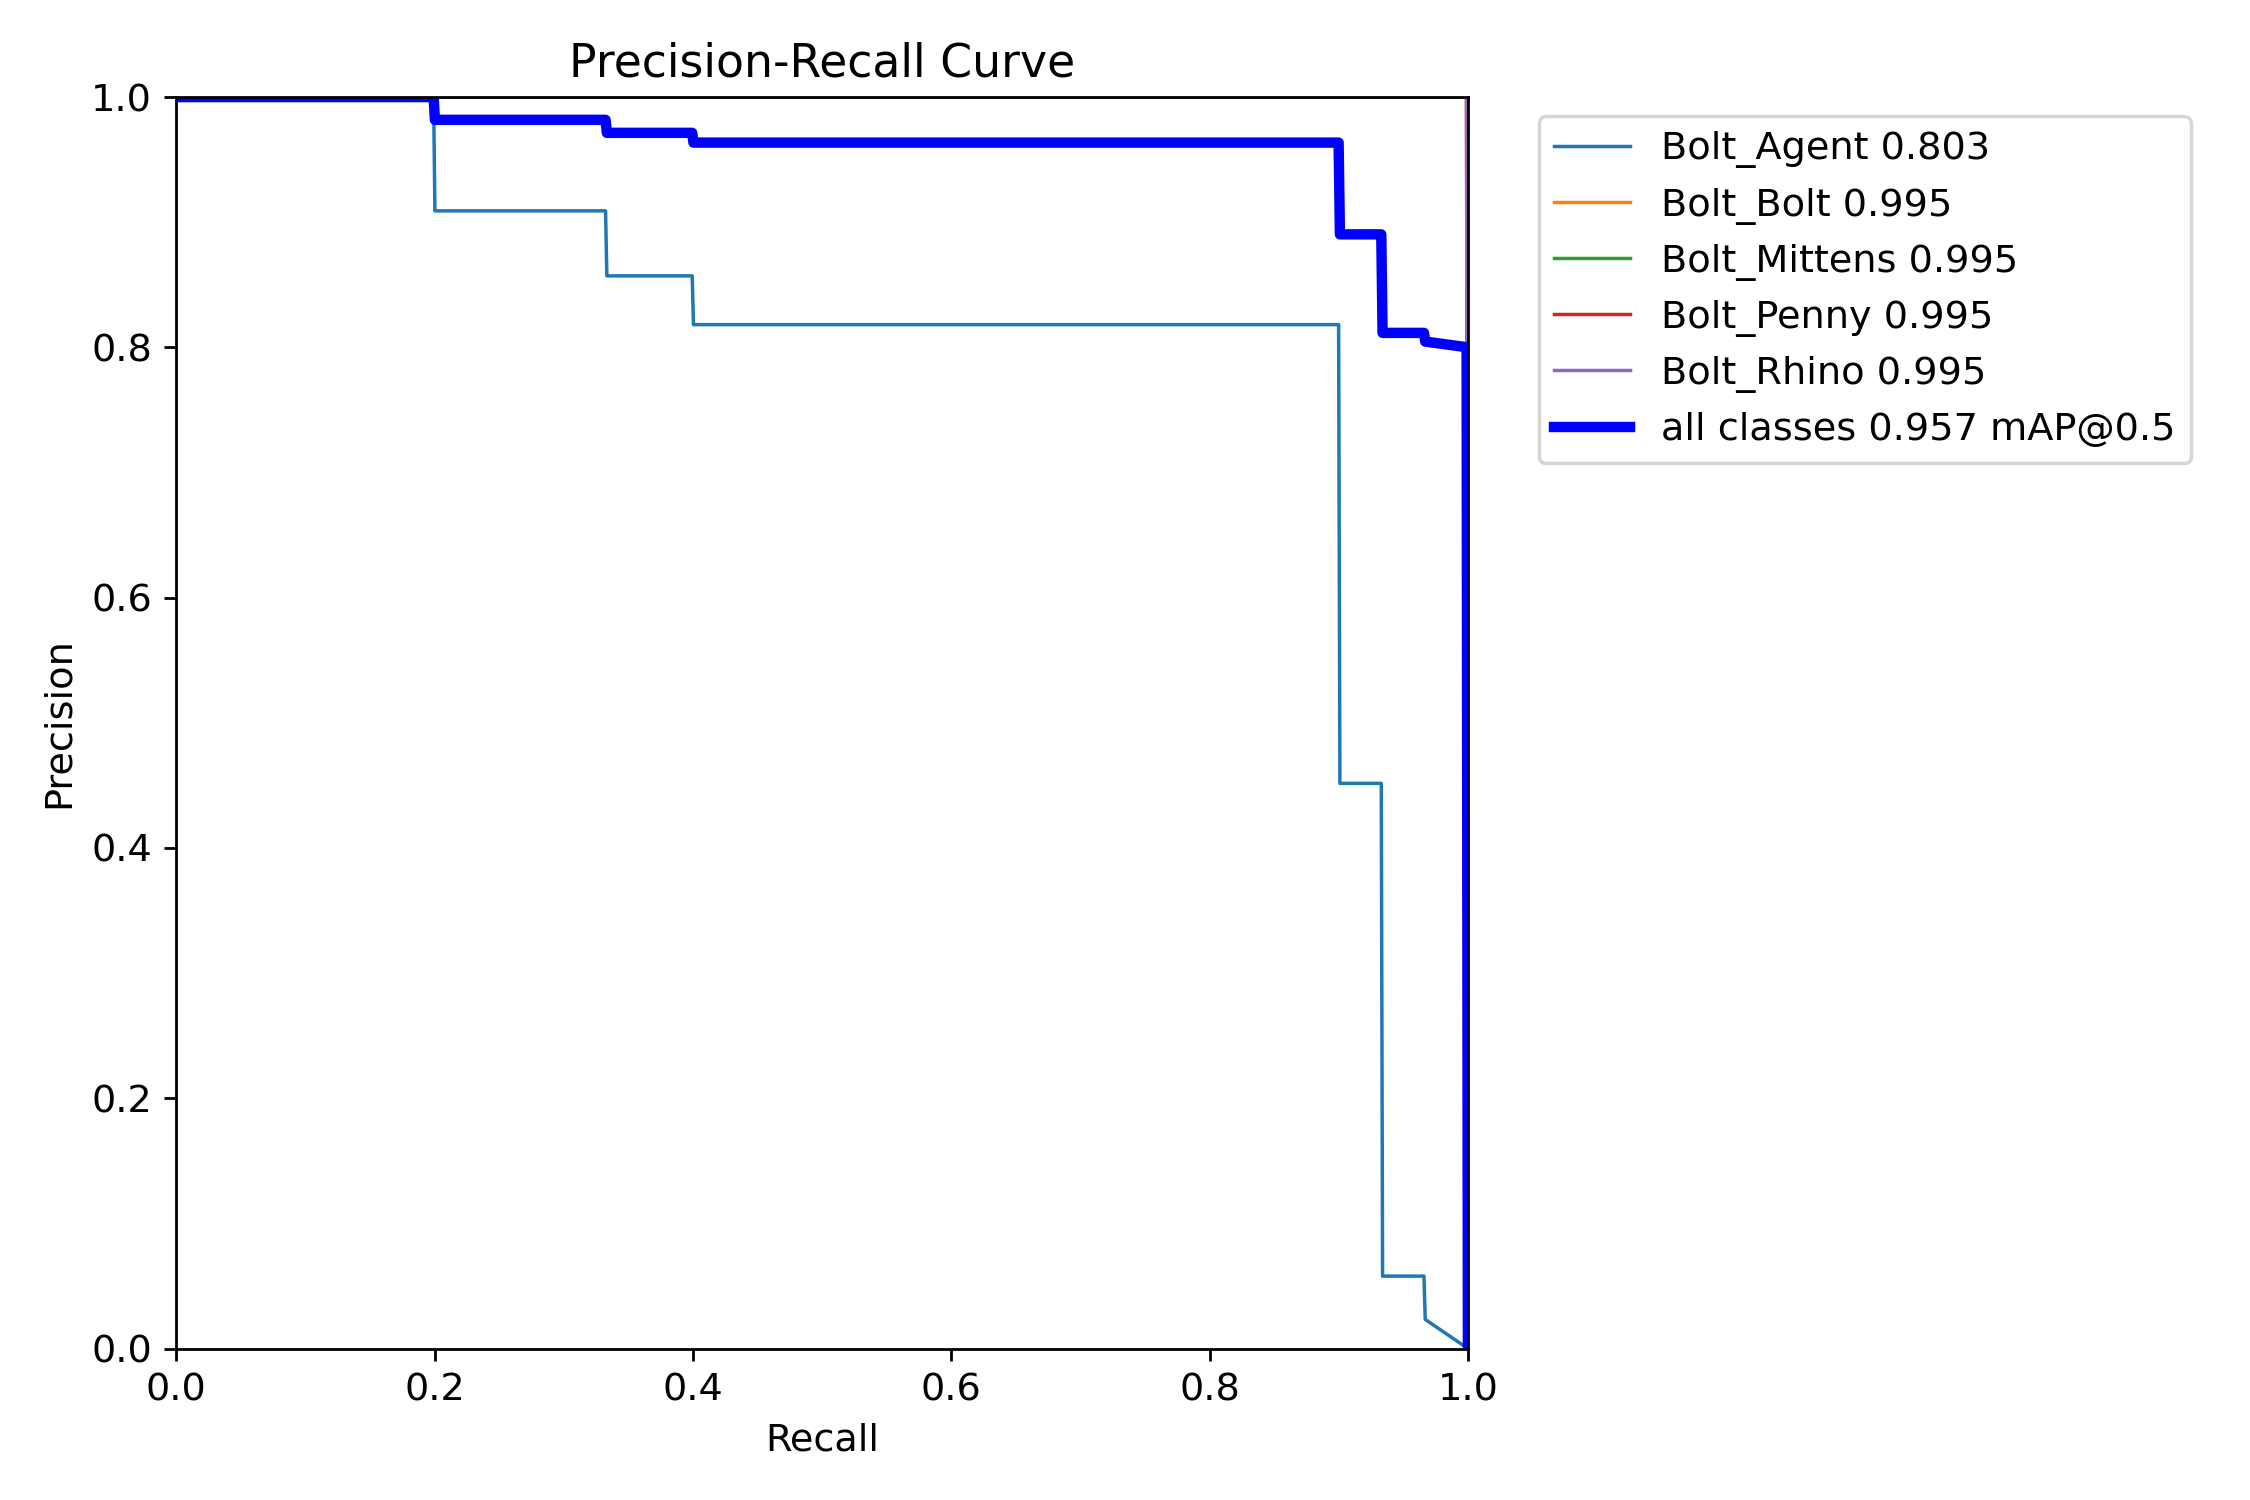 Precision-Recall Curve
1.0
0.8
0.6
0.4
0.2
0.0
Precision
0.0 0.2 0.4 0.6 0.8 1.0
Recall
Bolt_Agent 0.803
Bolt_Bolt 0.995
Bolt_Mittens 0.995
Bolt_Penny 0.995
Bolt_Rhino 0.995
all classes 0.957 mAP@0.5